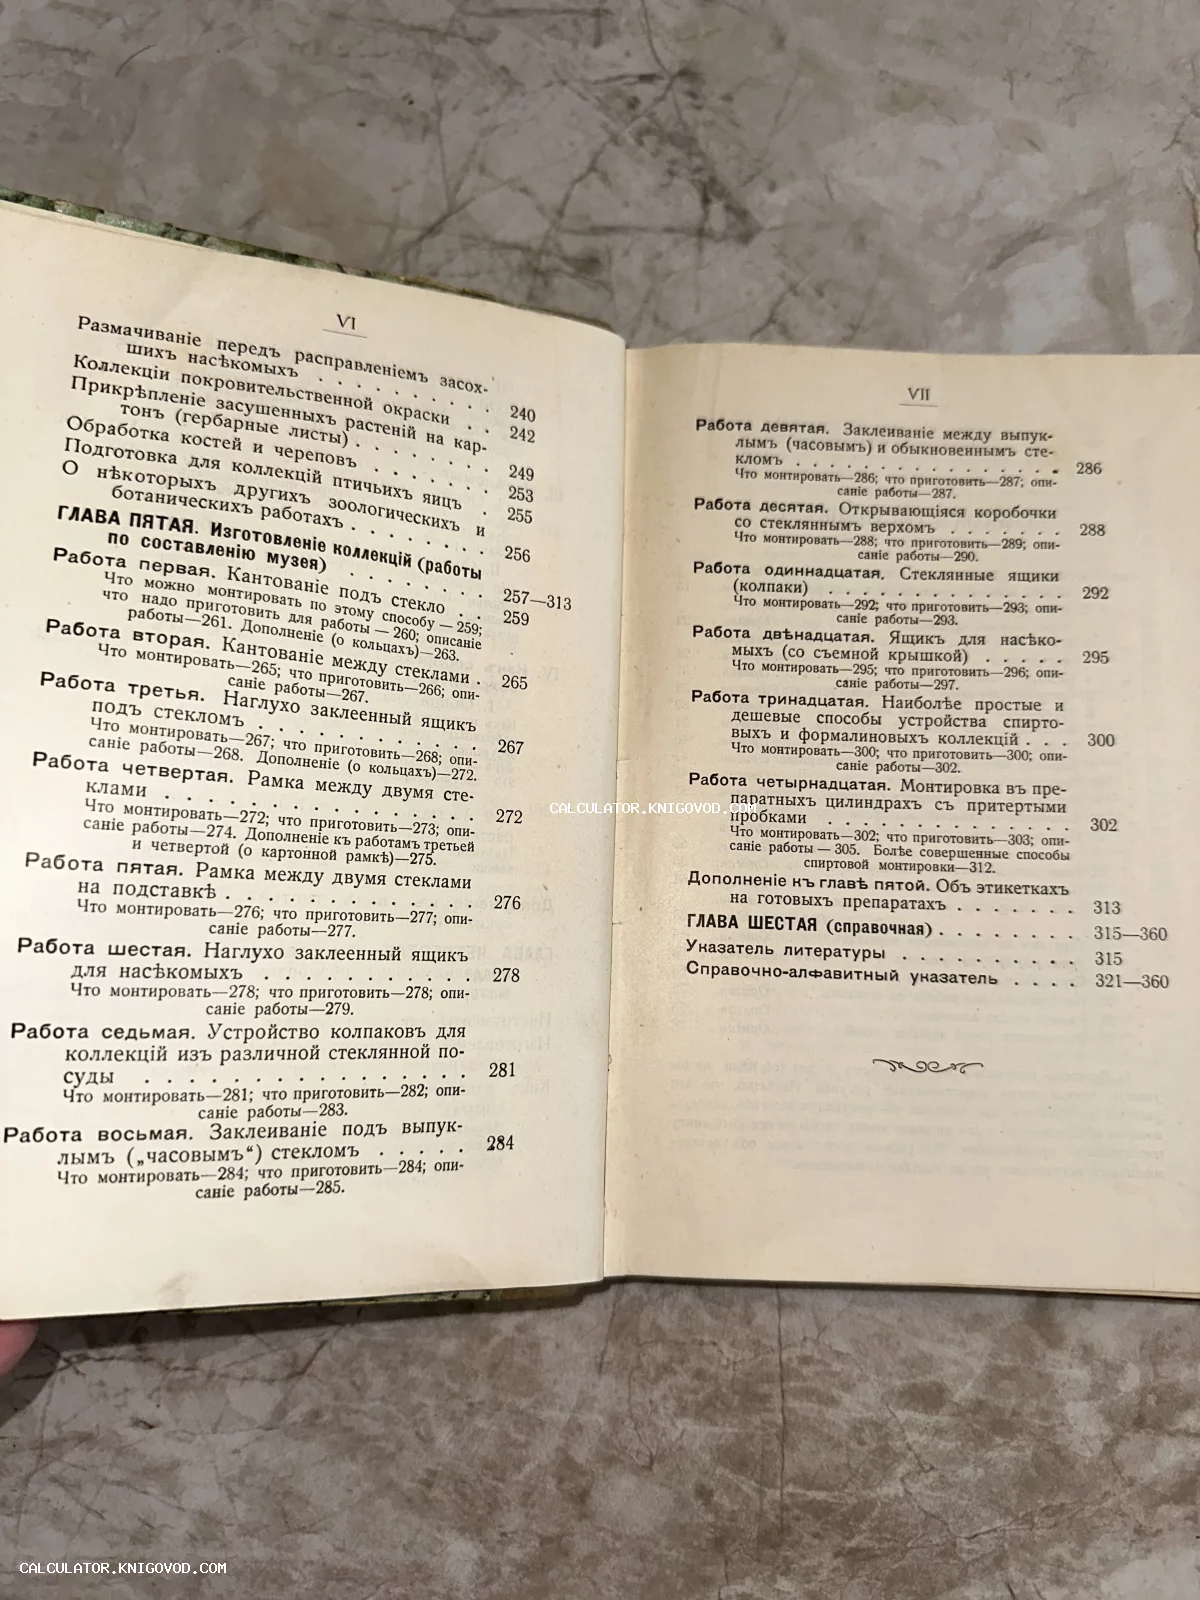 VI
Размачиваніе передъ расправленіемъ засох-
шихъ насѣкомыхъ . . . . . . . . . . 240
Коллекціи покровительственной окраски . . 242
Прикрѣпленіе засушенныхъ растеній на кар-
тонъ (гербарные листы) . . . . . . . . 249
Обработка костей и череповъ . . . . . . . 253
Подготовка для коллекцій птичьихъ яицъ . 255
О нѣкоторыхъ другихъ зоологическихъ и
ботаническихъ работахъ . . . . . . . . 256
ГЛАВА ПЯТАЯ. Изготовленіе коллекцій (работы
по составленію музея) . . . . . . . . 257—313
Работа первая. Кантованіе подъ стекло . . 259
Что можно монтировать по этому способу — 259;
что надо приготовить для работы — 260; описаніе
работы—261. Дополненіе (о кольцахъ)—263.
Работа вторая. Кантованіе между стеклами . 265
Что монтировать—265; что приготовить—266; опи-
саніе работы—267.
Работа третья. Наглухо заклеенный ящикъ
подъ стекломъ . . . . . . . . . . . 267
Что монтировать—267; что приготовить—268; опи-
саніе работы—268. Дополненіе (о кольцахъ)—272.
Работа четвертая. Рамка между двумя сте-
клами . . . . . . . . . . . . . . . 272
Что монтировать—272; что приготовить—273; опи-
саніе работы—274. Дополненіе къ работамъ третьей
и четвертой (о картонной рамкѣ)—275.
Работа пятая. Рамка между двумя стеклами
на подставкѣ . . . . . . . . . . . . 276
Что монтировать—276; что приготовить—277; опи-
саніе работы—277.
Работа шестая. Наглухо заклеенный ящикъ
для насѣкомыхъ . . . . . . . . . . 278
Что монтировать—278; что приготовить—278; опи-
саніе работы—279.
Работа седьмая. Устройство колпаковъ для
коллекцій изъ различной стеклянной по-
суды . . . . . . . . . . . . . . . . 281
Что монтировать—281; что приготовить—282; опи-
саніе работы—283.
Работа восьмая. Заклеиваніе подъ выпук-
лымъ („часовымъ“) стекломъ . . . . . 284
Что монтировать—284; что приготовить—284; опи-
саніе работы—285.
VII
Работа девятая. Заклеиваніе между выпук-
лымъ (часовымъ) и обыкновеннымъ сте-
кломъ . . . . . . . . . . . . . . . 286
Что монтировать—286; что приготовить—287; опи-
саніе работы—287.
Работа десятая. Открывающіяся коробочки
со стекляннымъ верхомъ . . . . . . 288
Что монтировать—288; что приготовить—289; опи-
саніе работы—290.
Работа одиннадцатая. Стеклянные ящики
(колпаки) . . . . . . . . . . . . . 292
Что монтировать—292; что приготовить—293; опи-
саніе работы—293.
Работа двѣнадцатая. Ящикъ для насѣко-
мыхъ (со съемной крышкой) . . . . . 295
Что монтировать—295; что приготовить—296; опи-
саніе работы—297.
Работа тринадцатая. Наиболѣе простые и
дешевые способы устройства спирто-
выхъ и формалиновыхъ коллекцій . . . 300
Что монтировать—300; что приготовить—300; опи-
саніе работы—302.
Работа четырнадцатая. Монтировка въ пре-
паратныхъ цилиндрахъ съ притертыми
пробками . . . . . . . . . . . . . 302
Что монтировать—302; что приготовить—303; опи-
саніе работы — 305. Болѣе совершенные способы
спиртовой монтировки—312.
Дополненіе къ главѣ пятой. Объ этикеткахъ
на готовыхъ препаратахъ . . . . . . . 313
ГЛАВА ШЕСТАЯ (справочная) . . . . . . . . 315—360
Указатель литературы . . . . . . . . . . 315
Справочно-алфавитный указатель . . . . 321—360
CALCULATOR.KNIGOVOD.COM
CALCULATOR.KNIGOVOD.COM